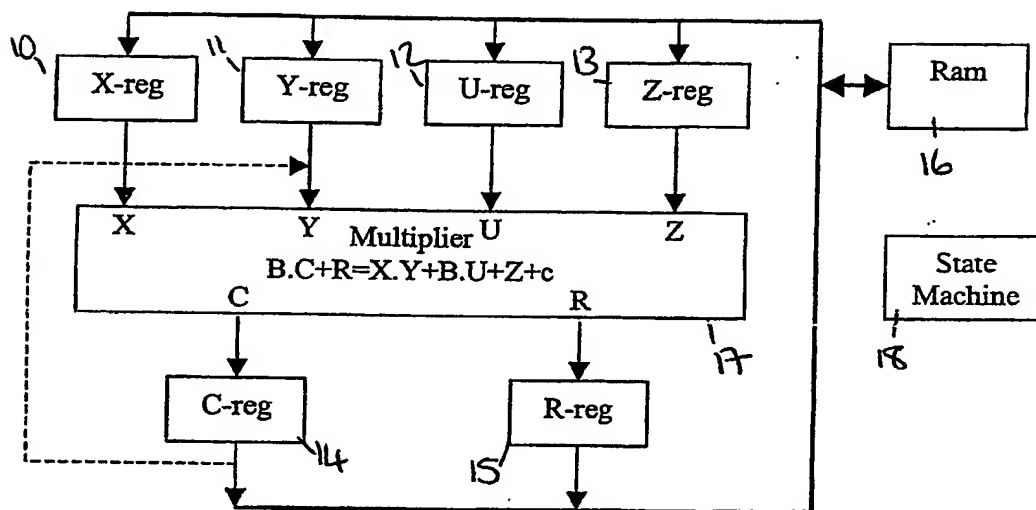 10
X-reg
11
Y-reg
12
U-reg
13
Z-reg
Ram
16
X
Y
U
Z
Multiplier
B.C+R=X.Y+B.U+Z+c
C
R
17
State
Machine
18
C-reg
14
R-reg
15